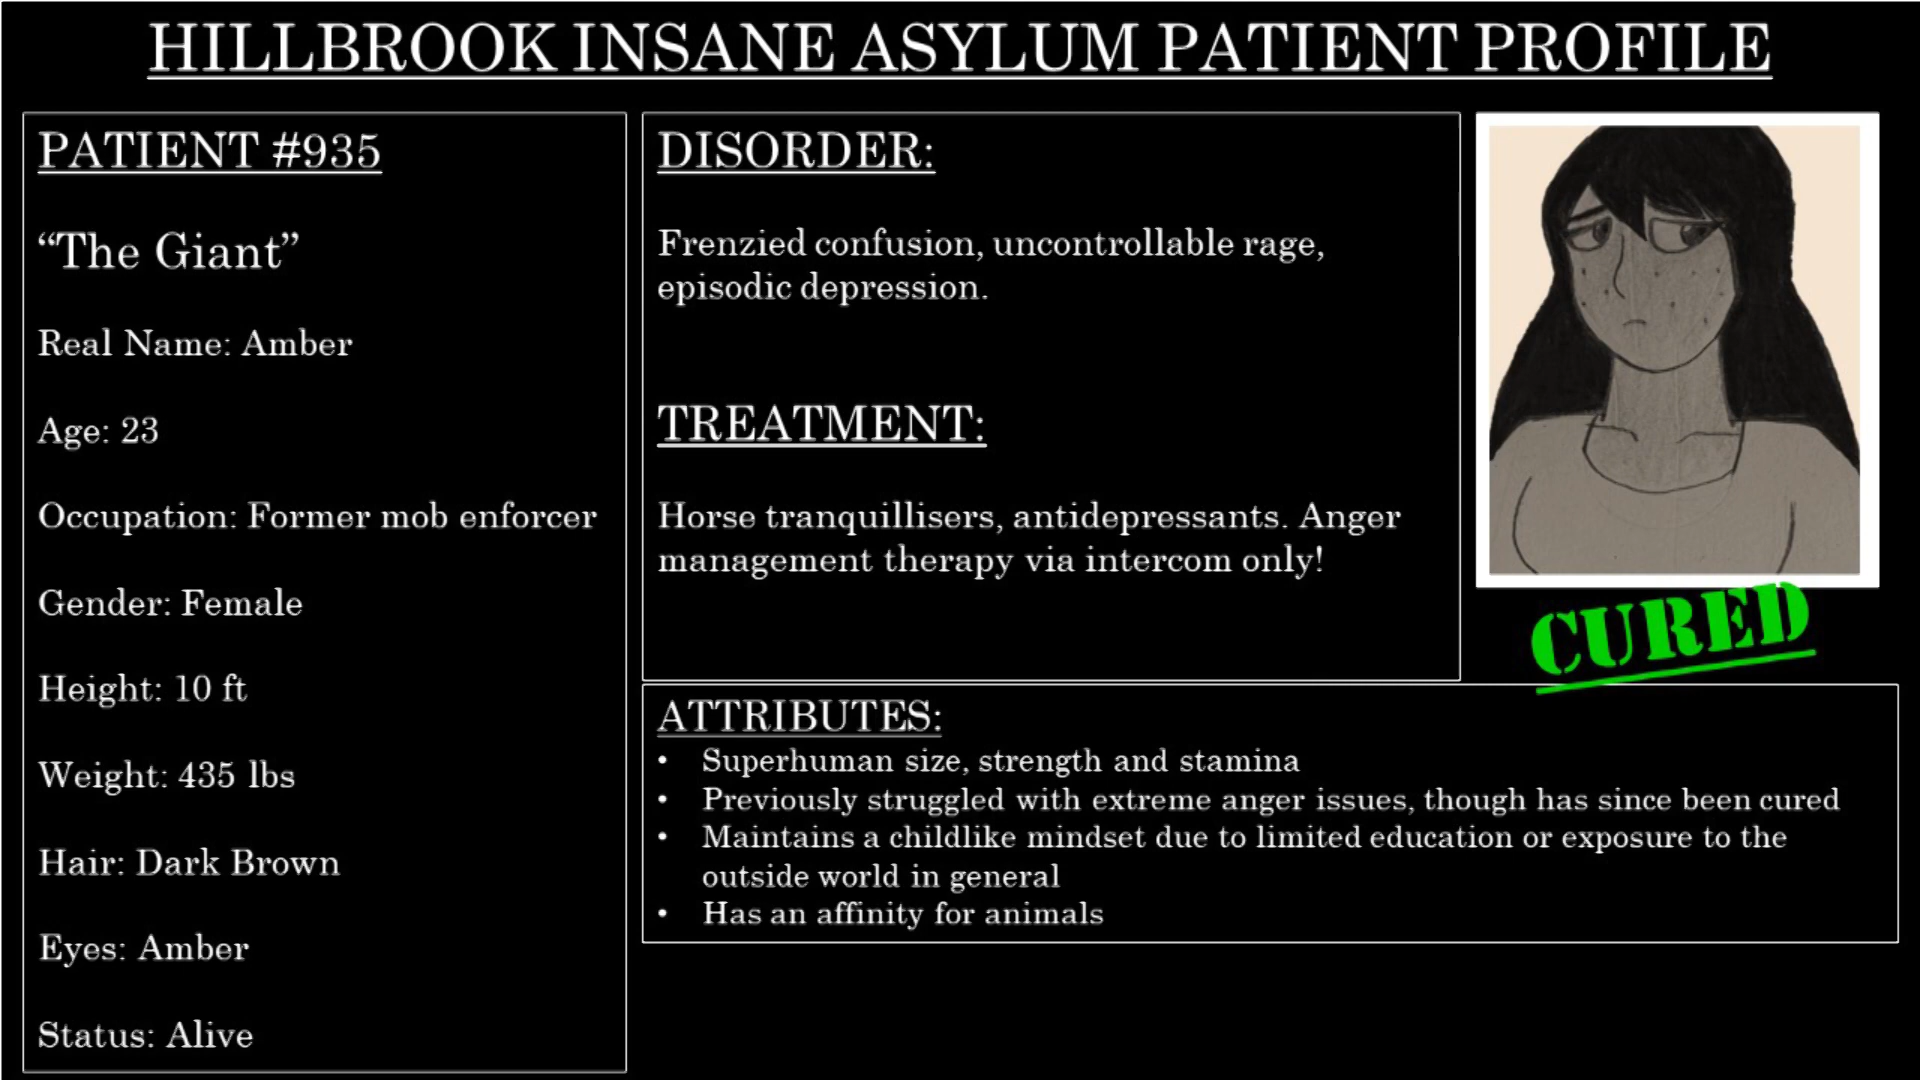 HILLBROOK INSANE ASYLUM PATIENT PROFILE
PATIENT #935
“The Giant”
Real Name: Amber
Age: 23
Occupation: Former mob enforcer
Gender: Female
Height: 10 ft
Weight: 435 lbs
Hair: Dark Brown
Eyes: Amber
Status: Alive
DISORDER:
Frenzied confusion, uncontrollable rage,
episodic depression.
TREATMENT:
Horse tranquillisers, antidepressants. Anger
management therapy via intercom only!
CURED
ATTRIBUTES:
• Superhuman size, strength and stamina
• Previously struggled with extreme anger issues, though has since been cured
• Maintains a childlike mindset due to limited education or exposure to the
outside world in general
• Has an affinity for animals